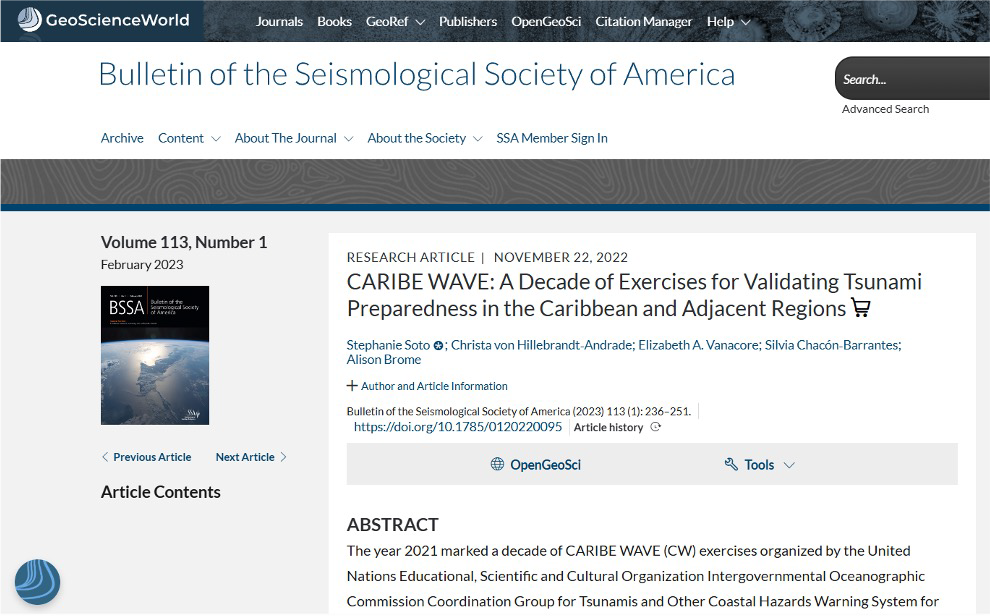 GeoScienceWorld
Journals Books GeoRef Publishers OpenGeoSci Citation Manager Help
Bulletin of the Seismological Society of America
Search...
Advanced Search
Archive Content About The Journal About the Society SSA Member Sign In
Volume 113, Number 1
February 2023
BSSA Bulletin of the
Seismological Society
of America
SSA
Previous Article Next Article
Article Contents
RESEARCH ARTICLE | NOVEMBER 22, 2022
CARIBE WAVE: A Decade of Exercises for Validating Tsunami
Preparedness in the Caribbean and Adjacent Regions
Stephanie Soto; Christa von Hillebrandt-Andrade; Elizabeth A. Vanacore; Silvia Chacón-Barrantes;
Alison Brome
Author and Article Information
Bulletin of the Seismological Society of America (2023) 113 (1): 236–251.
https://doi.org/10.1785/0120220095 Article history
OpenGeoSci Tools
ABSTRACT
The year 2021 marked a decade of CARIBE WAVE (CW) exercises organized by the United
Nations Educational, Scientific and Cultural Organization Intergovernmental Oceanographic
Commission Coordination Group for Tsunamis and Other Coastal Hazards Warning System for